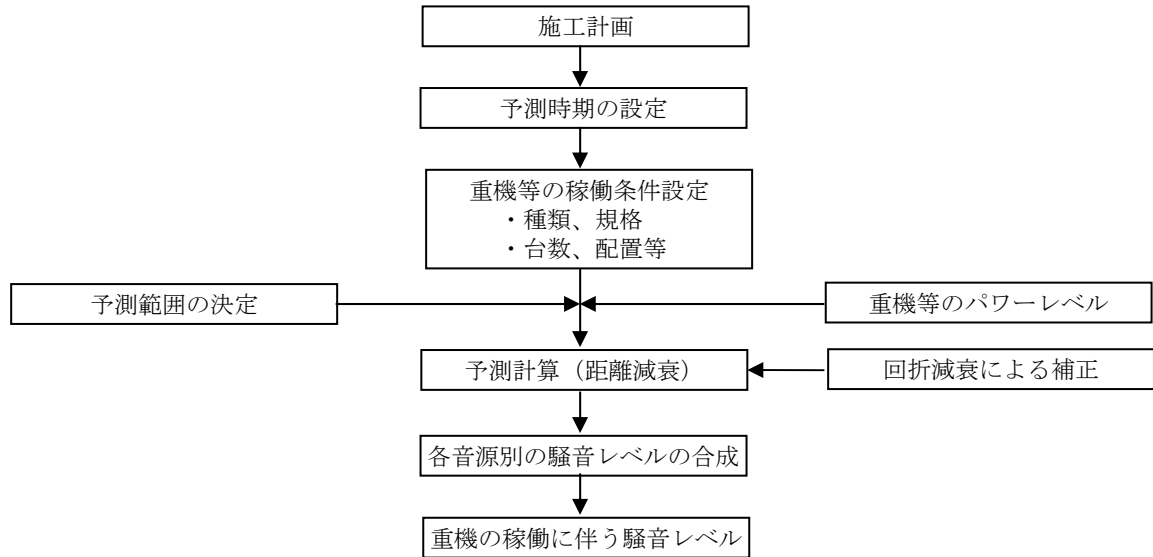 施工計画
予測時期の設定
重機等の稼働条件設定
・種類、規格
・台数、配置等
予測範囲の決定
重機等のパワーレベル
予測計算（距離減衰）
回折減衰による補正
各音源別の騒音レベルの合成
重機の稼働に伴う騒音レベル